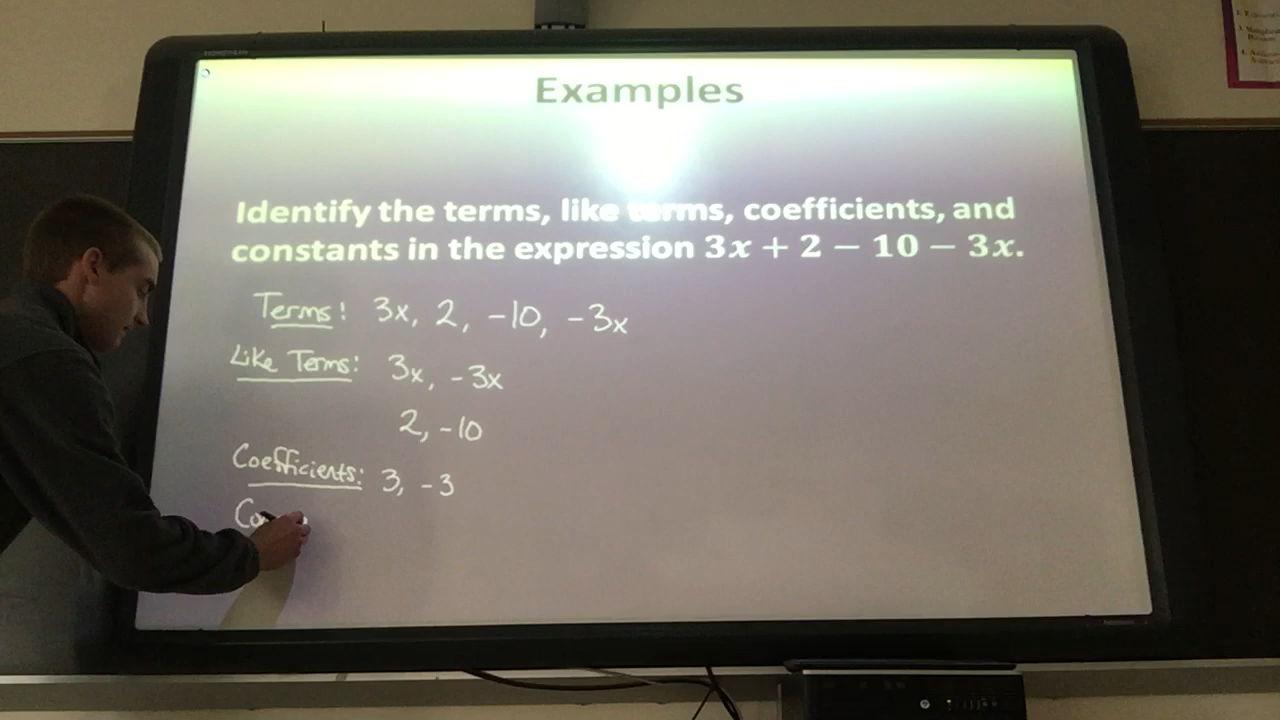 Examples
Identify the terms, like terms, coefficients, and
constants in the expression 3x + 2 − 10 − 3x.
Terms: 3x, 2, -10, -3x
Like Terms: 3x, -3x
2, -10
Coefficients: 3, -3